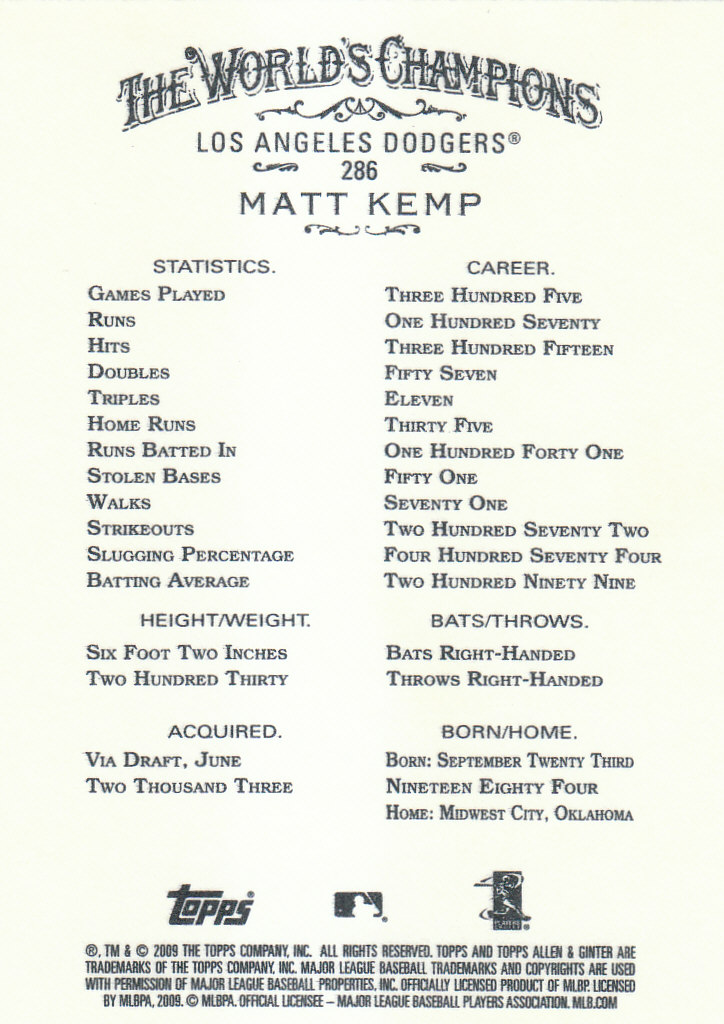 THE WORLD'S CHAMPIONS
LOS ANGELES DODGERS®
286
MATT KEMP
STATISTICS. CAREER.
GAMES PLAYED THREE HUNDRED FIVE
RUNS ONE HUNDRED SEVENTY
HITS THREE HUNDRED FIFTEEN
DOUBLES FIFTY SEVEN
TRIPLES ELEVEN
HOME RUNS THIRTY FIVE
RUNS BATTED IN ONE HUNDRED FORTY ONE
STOLEN BASES FIFTY ONE
WALKS SEVENTY ONE
STRIKEOUTS TWO HUNDRED SEVENTY TWO
SLUGGING PERCENTAGE FOUR HUNDRED SEVENTY FOUR
BATTING AVERAGE TWO HUNDRED NINETY NINE
HEIGHT/WEIGHT.
SIX FOOT TWO INCHES
TWO HUNDRED THIRTY
BATS/THROWS.
BATS RIGHT-HANDED
THROWS RIGHT-HANDED
ACQUIRED.
VIA DRAFT, JUNE
TWO THOUSAND THREE
BORN/HOME.
BORN: SEPTEMBER TWENTY THIRD
NINETEEN EIGHTY FOUR
HOME: MIDWEST CITY, OKLAHOMA
Topps®
®, TM & © 2009 THE TOPPS COMPANY, INC. ALL RIGHTS RESERVED. TOPPS AND TOPPS ALLEN & GINTER ARE
TRADEMARKS OF THE TOPPS COMPANY, INC. MAJOR LEAGUE BASEBALL TRADEMARKS AND COPYRIGHTS ARE USED
WITH PERMISSION OF MAJOR LEAGUE BASEBALL PROPERTIES, INC. OFFICIALLY LICENSED PRODUCT OF MLBP. LICENSED
BY MLBPA, 2009. © MLBPA. OFFICIAL LICENSEE – MAJOR LEAGUE BASEBALL PLAYERS ASSOCIATION. MLB.COM